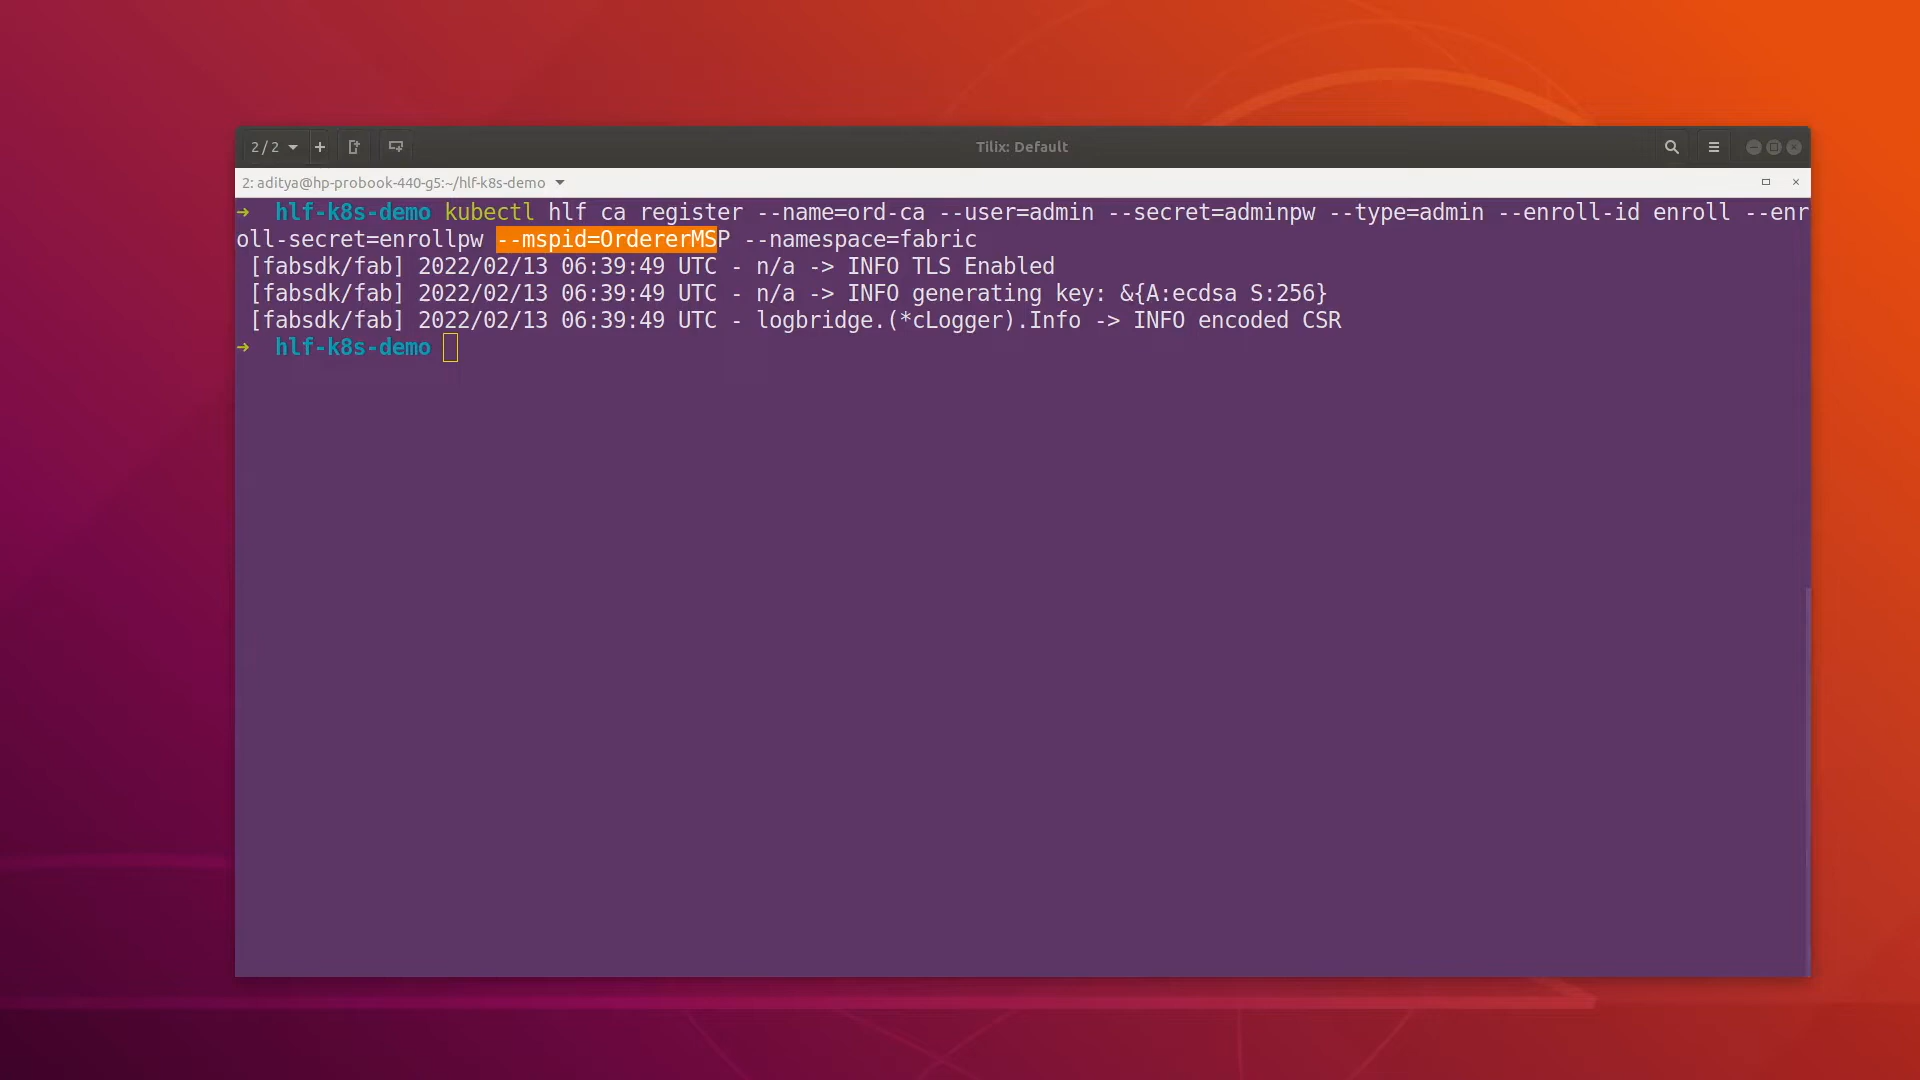 2 / 2
Tilix: Default
2: aditya@hp-probook-440-g5:~/hlf-k8s-demo
➜ hlf-k8s-demo kubectl hlf ca register --name=ord-ca --user=admin --secret=adminpw --type=admin --enroll-id enroll --enr
oll-secret=enrollpw --mspid=OrdererMSP --namespace=fabric
[fabsdk/fab] 2022/02/13 06:39:49 UTC - n/a -> INFO TLS Enabled
[fabsdk/fab] 2022/02/13 06:39:49 UTC - n/a -> INFO generating key: &{A:ecdsa S:256}
[fabsdk/fab] 2022/02/13 06:39:49 UTC - logbridge.(*cLogger).Info -> INFO encoded CSR
➜ hlf-k8s-demo